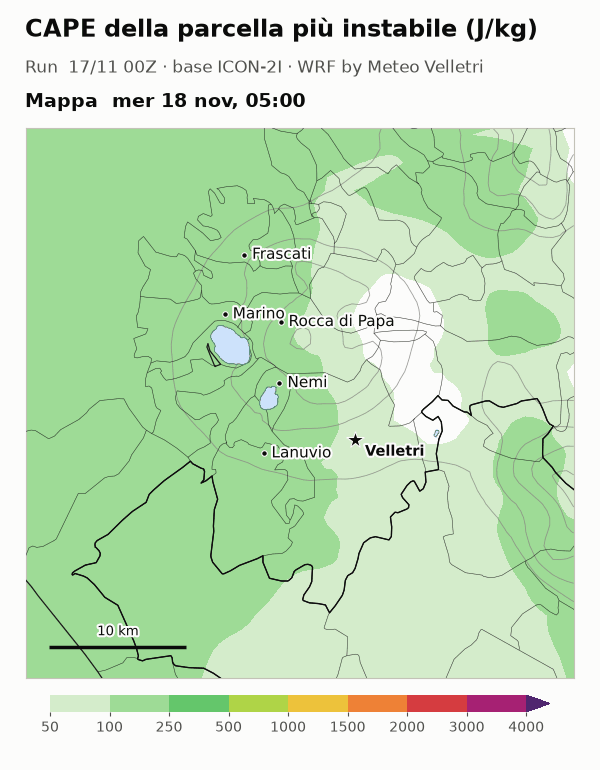 CAPE della parcella più instabile (J/kg)
Run  17/11 00Z · base ICON-2I · WRF by Meteo Velletri
Mappa  mer 18 nov, 05:00
Frascati
Marino
Rocca di Papa
Nemi
Velletri
Lanuvio
10 km
50 100 250 500 1000 1500 2000 3000 4000